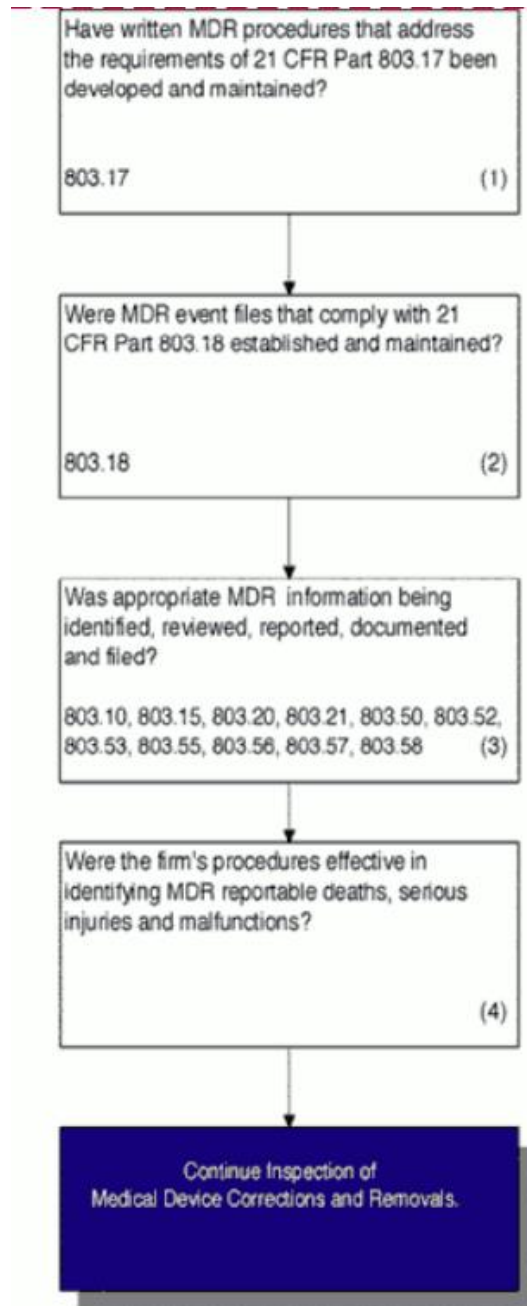 Have written MDR procedures that address
the requirements of 21 CFR Part 803.17 been
developed and maintained?
803.17 (1)
Were MDR event files that comply with 21
CFR Part 803.18 established and maintained?
803.18 (2)
Was appropriate MDR information being
identified, reviewed, reported, documented
and filed?
803.10, 803.15, 803.20, 803.21, 803.50, 803.52,
803.53, 803.55, 803.56, 803.57, 803.58 (3)
Were the firm's procedures effective in
identifying MDR reportable deaths, serious
injuries and malfunctions?
(4)
Continue Inspection of
Medical Device Corrections and Removals.